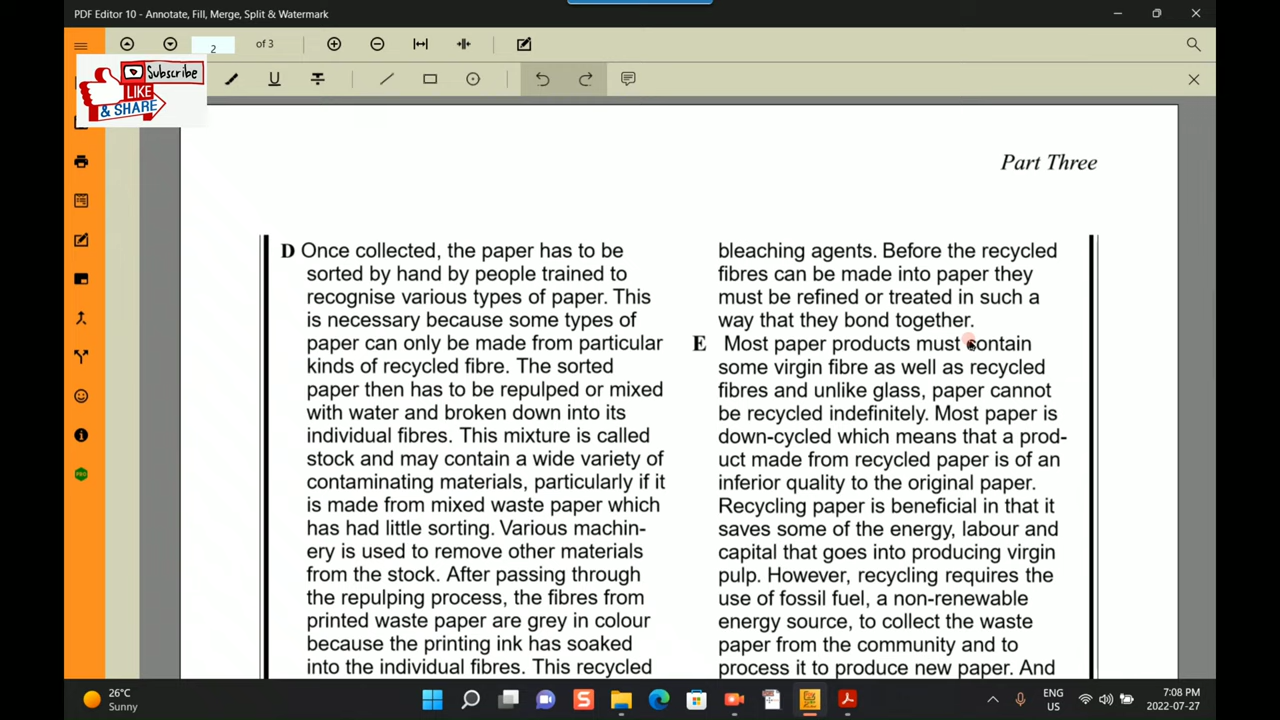 PDF Editor 10 - Annotate, Fill, Merge, Split & Watermark
2
of 3
Subscribe
LIKE
& SHARE
Part Three
D Once collected, the paper has to be
sorted by hand by people trained to
recognise various types of paper. This
is necessary because some types of
paper can only be made from particular
kinds of recycled fibre. The sorted
paper then has to be repulped or mixed
with water and broken down into its
individual fibres. This mixture is called
stock and may contain a wide variety of
contaminating materials, particularly if it
is made from mixed waste paper which
has had little sorting. Various machin-
ery is used to remove other materials
from the stock. After passing through
the repulping process, the fibres from
printed waste paper are grey in colour
because the printing ink has soaked
into the individual fibres. This recycled
bleaching agents. Before the recycled
fibres can be made into paper they
must be refined or treated in such a
way that they bond together.
E Most paper products must contain
some virgin fibre as well as recycled
fibres and unlike glass, paper cannot
be recycled indefinitely. Most paper is
down-cycled which means that a prod-
uct made from recycled paper is of an
inferior quality to the original paper.
Recycling paper is beneficial in that it
saves some of the energy, labour and
capital that goes into producing virgin
pulp. However, recycling requires the
use of fossil fuel, a non-renewable
energy source, to collect the waste
paper from the community and to
process it to produce new paper. And
26°C
Sunny
ENG
US
7:08 PM
2022-07-27